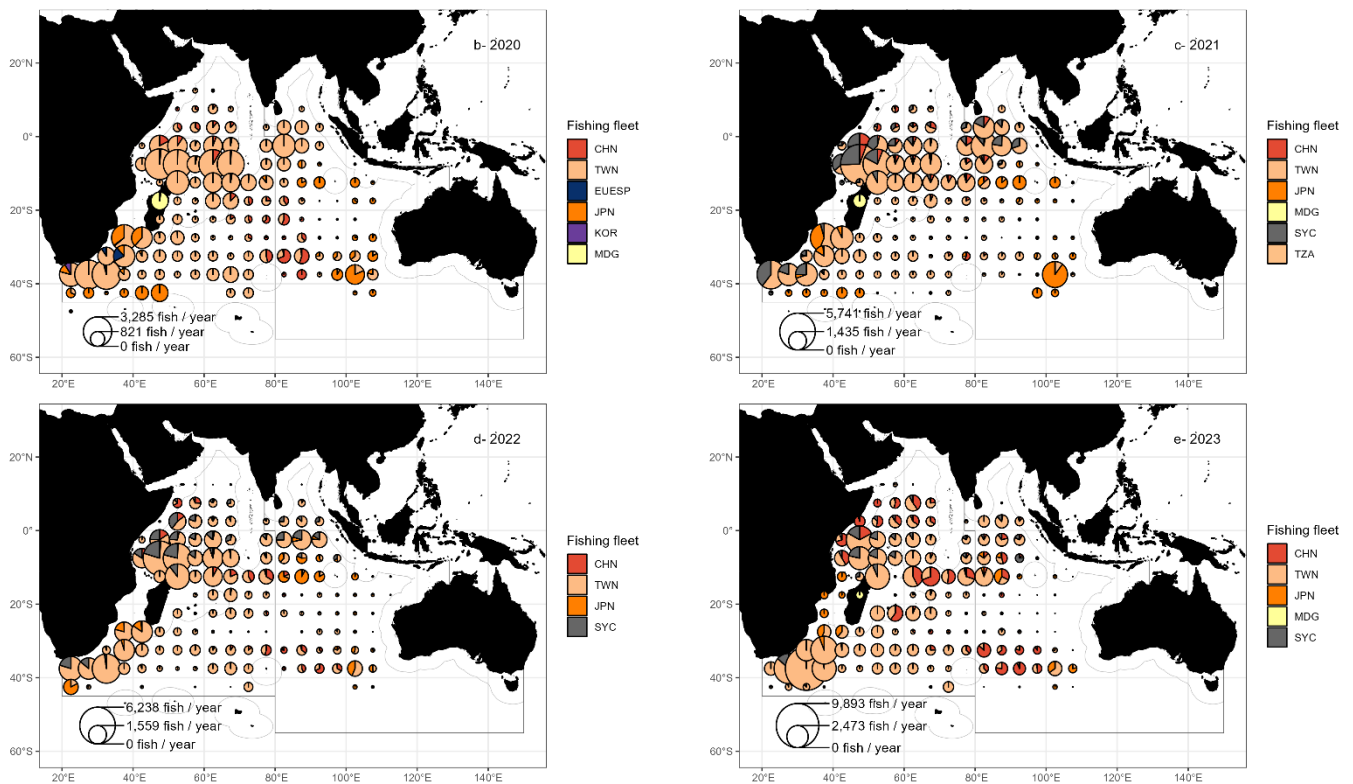 b- 2020
20°N
0°
20°S
40°S
60°S
20°E 40°E 60°E 80°E 100°E 120°E 140°E
3,285 fish / year
821 fish / year
0 fish / year
Fishing fleet
CHN
TWN
EUESP
JPN
KOR
MDG
c- 2021
20°N
0°
20°S
40°S
60°S
20°E 40°E 60°E 80°E 100°E 120°E 140°E
5,741 fish / year
1,435 fish / year
0 fish / year
Fishing fleet
CHN
TWN
JPN
MDG
SYC
TZA
d- 2022
20°N
0°
20°S
40°S
60°S
20°E 40°E 60°E 80°E 100°E 120°E 140°E
6,238 fish / year
1,559 fish / year
0 fish / year
Fishing fleet
CHN
TWN
JPN
SYC
e- 2023
20°N
0°
20°S
40°S
60°S
20°E 40°E 60°E 80°E 100°E 120°E 140°E
9,893 fish / year
2,473 fish / year
0 fish / year
Fishing fleet
CHN
TWN
JPN
MDG
SYC